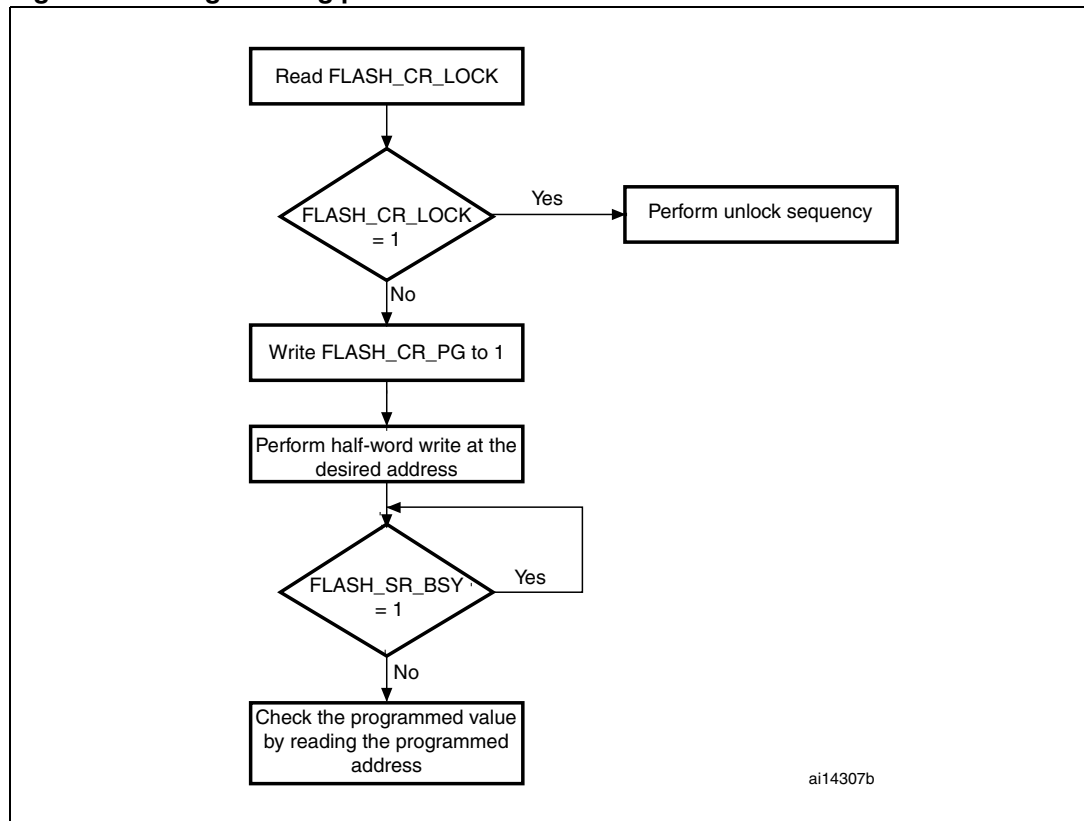 Read FLASH_CR_LOCK
FLASH_CR_LOCK
= 1
Yes
Perform unlock sequency
No
Write FLASH_CR_PG to 1
Perform half-word write at the
desired address
FLASH_SR_BSY
= 1
Yes
No
Check the programmed value
by reading the programmed
address
ai14307b